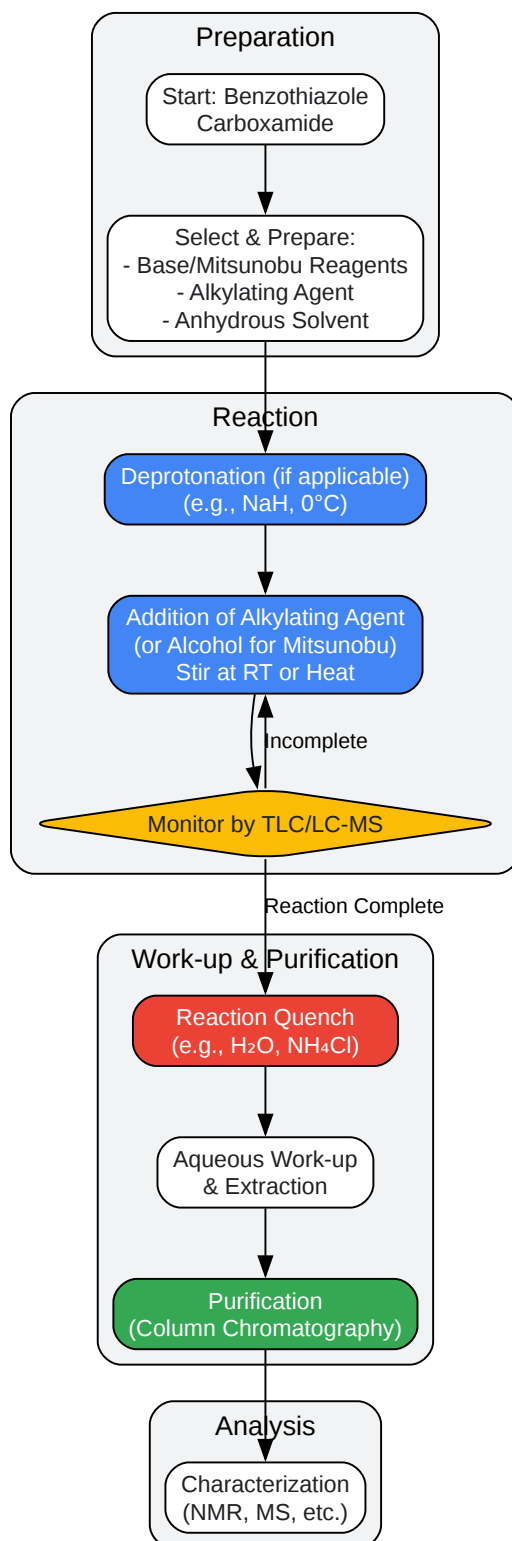 Preparation
Start: Benzothiazole
Carboxamide
Select & Prepare:
- Base/Mitsunobu Reagents
- Alkylating Agent
- Anhydrous Solvent
Reaction
Deprotonation (if applicable)
(e.g., NaH, 0°C)
Addition of Alkylating Agent
(or Alcohol for Mitsunobu)
Stir at RT or Heat
Incomplete
Monitor by TLC/LC-MS
Reaction Complete
Work-up & Purification
Reaction Quench
(e.g., H₂O, NH₄Cl)
Aqueous Work-up
& Extraction
Purification
(Column Chromatography)
Analysis
Characterization
(NMR, MS, etc.)